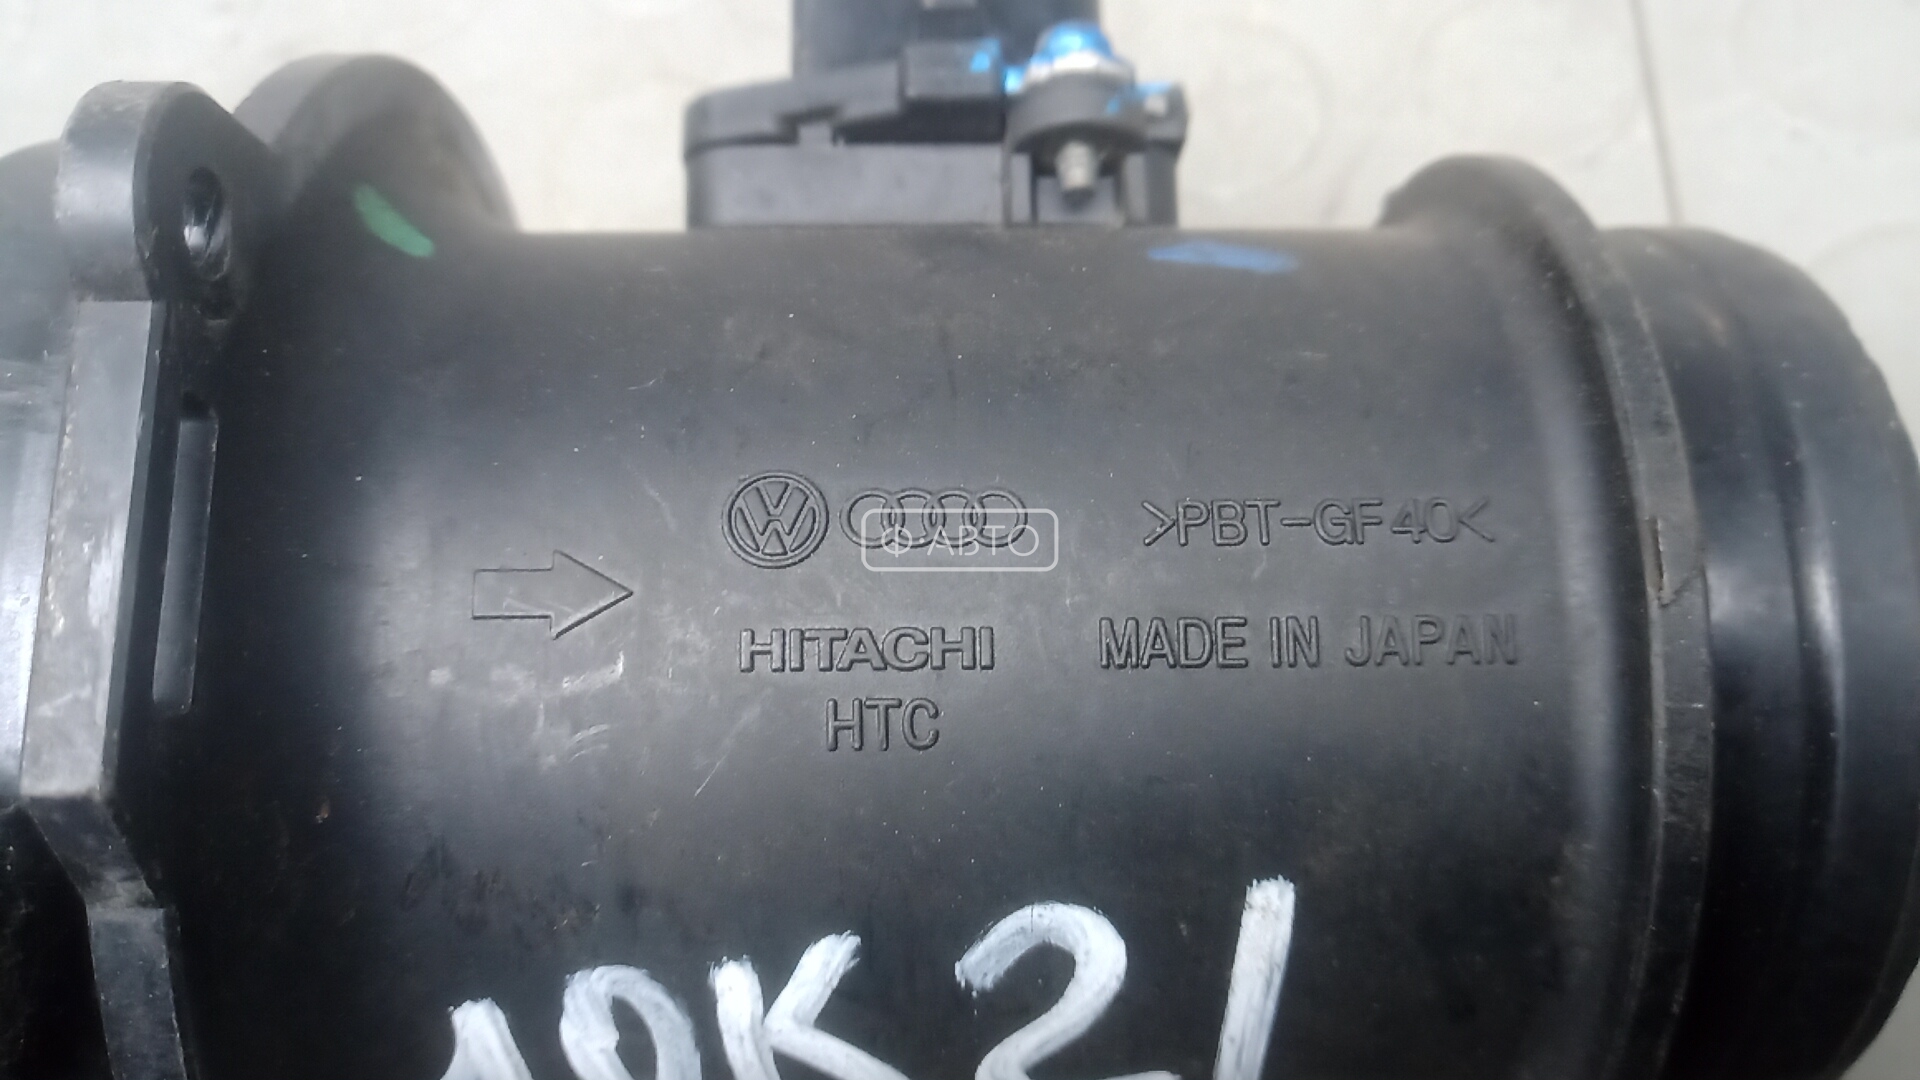 Ф АВТО
>PBT-GF40<
HITACHI
MADE IN JAPAN
HTC